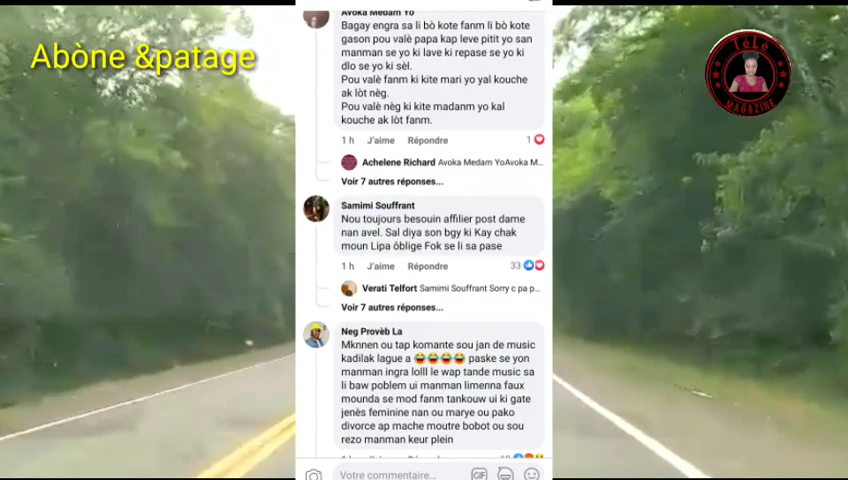 Abòne &patage
TèLè
MAGAZINE
Avoka Medam Yo
Bagay engra sa li bò kote fanm li bò kote
gason pou valè papa kap leve pitit yo san
manman se yo ki lave ki repase se yo ki
dlo se yo ki sèl.
Pou valè fanm ki kite mari yo yal kouche
ak lòt nèg.
Pou valè nèg ki kite madanm yo kal
kouche ak lòt fanm.
1 h J'aime Répondre 1
Achelene Richard Avoka Medam YoAvoka M...
Voir 7 autres réponses...
Samimi Souffrant
Nou toujours besouin affilier post dame
nan avel. Sal diya son bgy ki Kay chak
moun Lipa ôblige Fok se li sa pase
1 h J'aime Répondre 33
Verati Telfort Samimi Souffrant Sorry c pa p...
Voir 7 autres réponses...
Neg Provèb La
Mknnen ou tap komante sou jan de music
kadilak lague a 😂😂😂😂 paske se yon
manman ingra lolll le wap tande music sa
li baw poblem ui manman limenna faux
mounda se mod fanm tankouw ui ki gate
jenès feminine nan ou marye ou pako
divorce ap mache moutre bobot ou sou
rezo manman keur plein
Votre commentaire... GIF